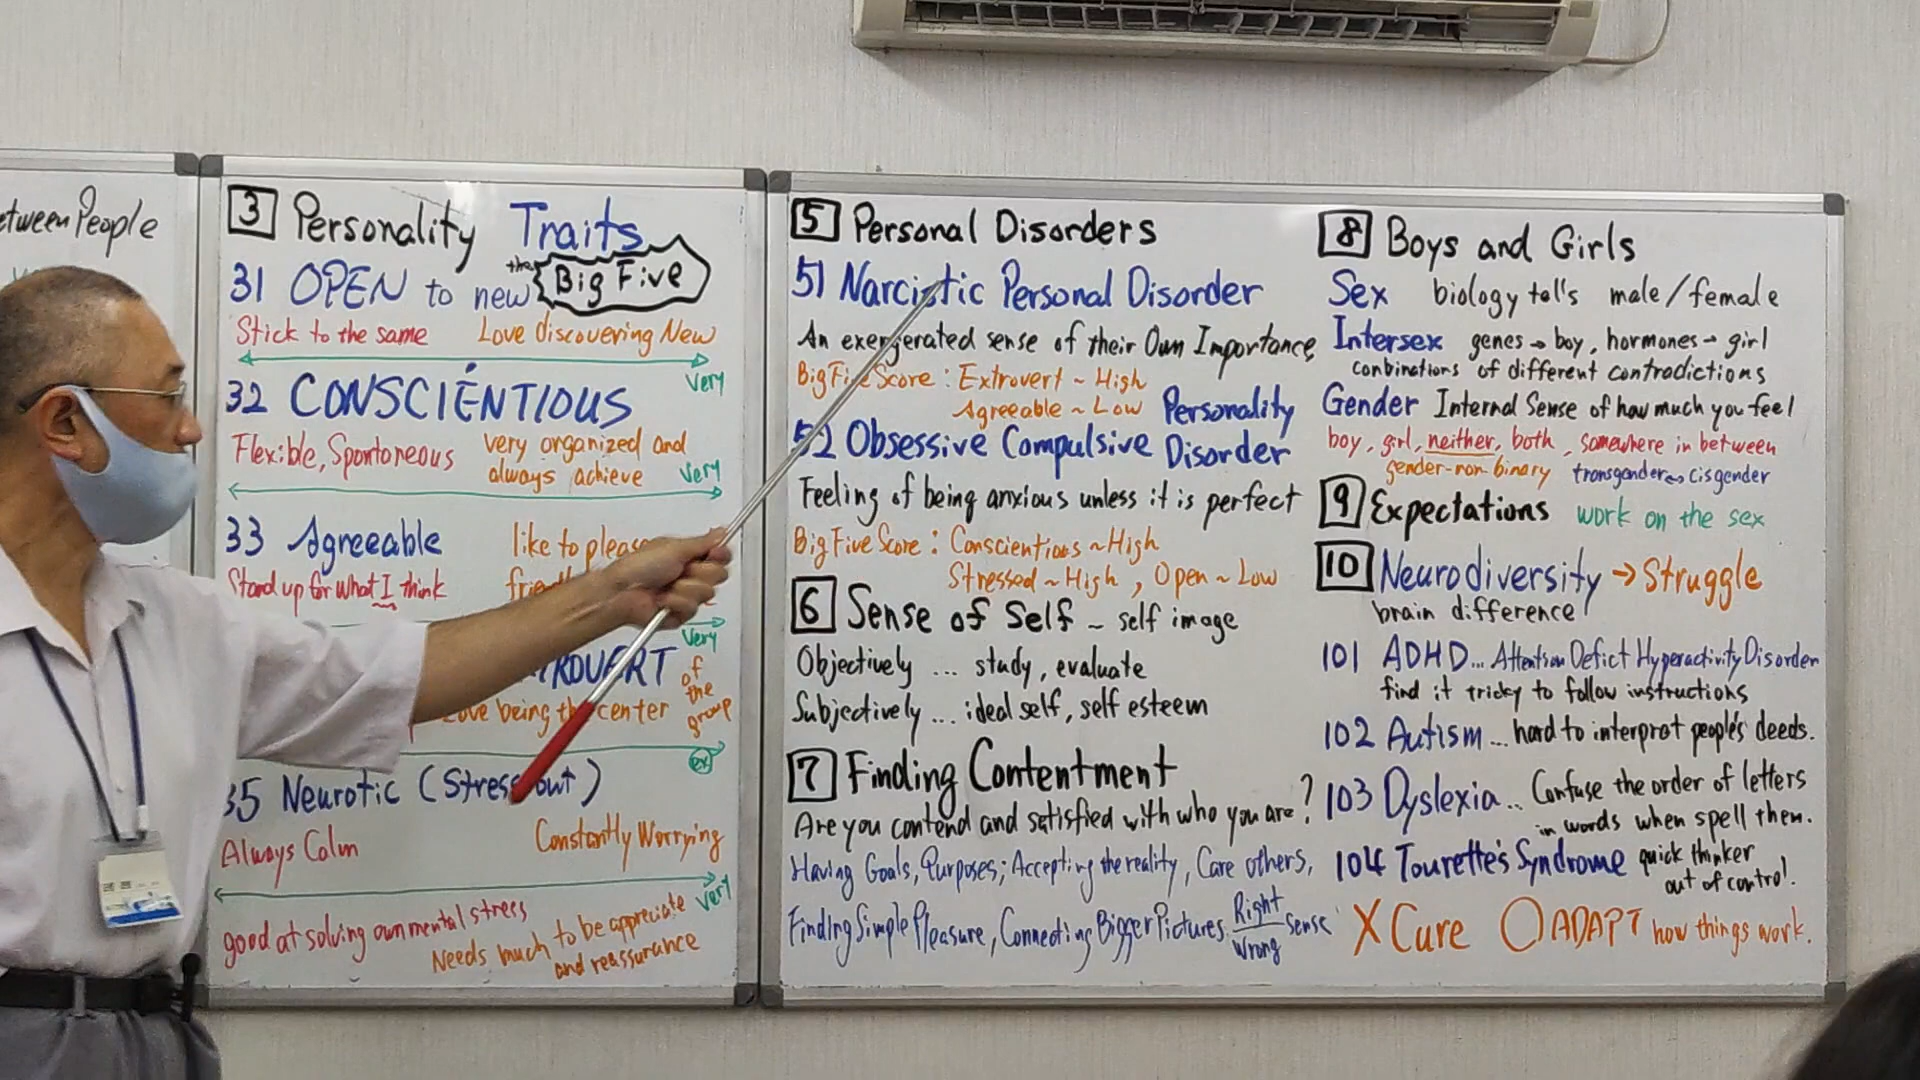 etween People
3 Personality Traits
the Big Five
31 OPEN to new
Stick to the same Love discovering New
Very
32 CONSCIENTIOUS
Flexible, Spontoneous very organized and
always achieve Very
33 Agreeable like to please
Stand up for what I think
Very
TROVERT of
the
group
Love being the center
ex
35 Neurotic (Stress out)
Always Calm Constantly Worrying
Very
good at solving own mental stress
Needs much to be appreciate
and reassurance
5 Personal Disorders
51 Narcistic Personal Disorder
An exergerated sense of their Own Importance
Big Five Score : Extrovert ~ High
Agreeable ~ Low
52 Obsessive Compulsive Personality Disorder
Feeling of being anxious unless it is perfect
Big Five Score : Conscientious ~ High
Stressed ~ High , Open ~ Low
6 Sense of Self ~ self image
Objectively ... study, evaluate
Subjectively ... ideal self, self esteem
7 Finding Contentment
Are you contend and satisfied with who you are?
Having Goals, Purposes; Accepting the reality, Care others,
Finding Simple Pleasure, Connecting Bigger Pictures. Right
Wrong sense
8 Boys and Girls
Sex biology tell's male/female
Intersex genes → boy, hormones → girl
conbinations of different contradictions
Gender Internal Sense of how much you feel
boy, girl, neither, both, somewhere in between
gender-non-binary transgander ↔ cisgender
9 Expectations work on the sex
10 Neurodiversity → Struggle
brain difference
101 ADHD... Attention Defict Hyperactivity Disorder
find it tricky to follow instructions
102 Autism ... hard to interpret people's deeds.
103 Dyslexia .. Confuse the order of letters
in words when spell them.
104 Tourette's Syndrome quick thinker
out of control.
X Cure ○ ADAPT how things work.